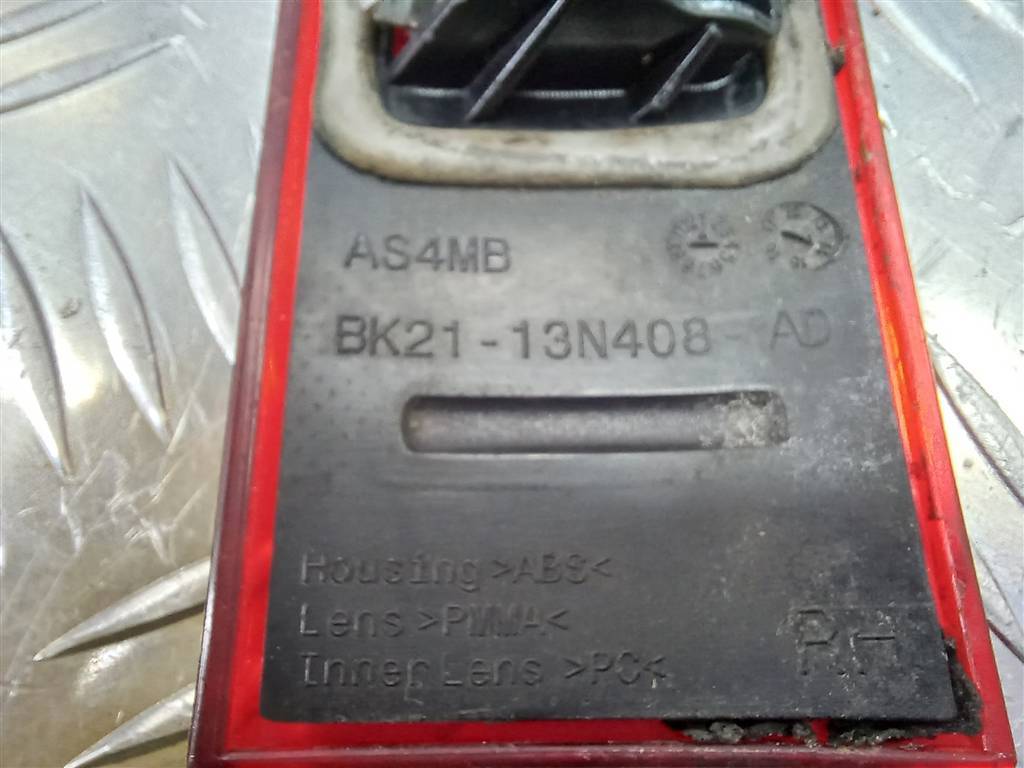 AS4MB
BK21-13N408-AD
Housing >ABS<
Lens >PMMA<
Inner Lens >PC<
RH